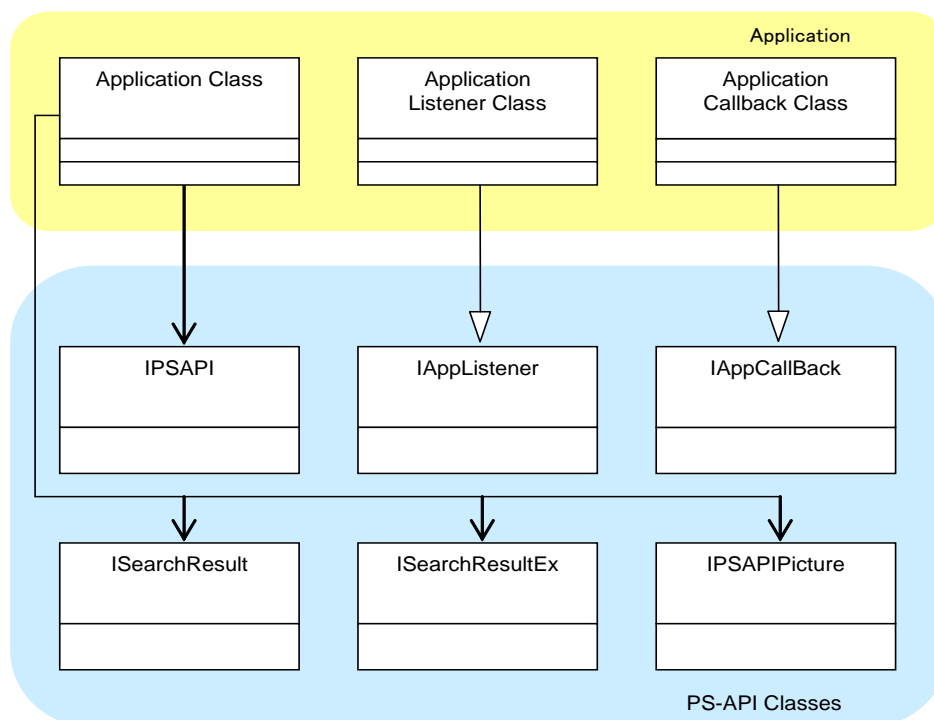 Application
Application Class
Application
Listener Class
Application
Callback Class
IPSAPI
IAppListener
IAppCallBack
ISearchResult
ISearchResultEx
IPSAPIPicture
PS-API Classes